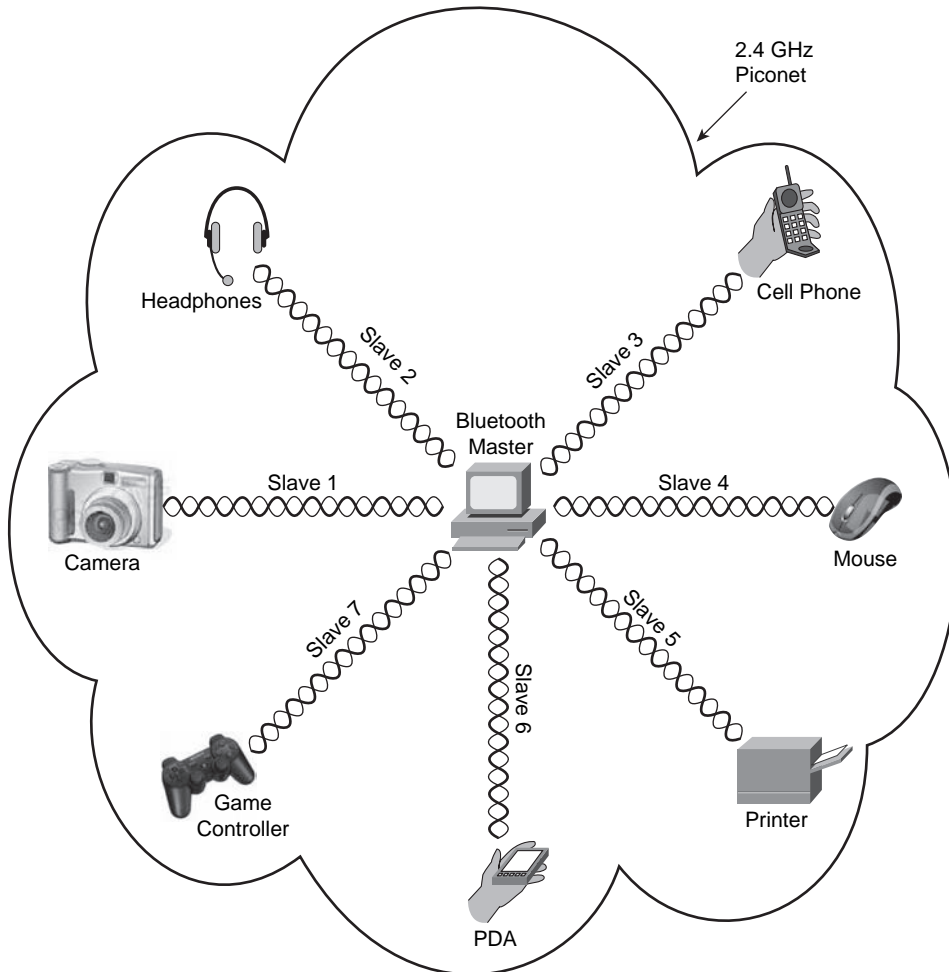 2.4 GHz
Piconet
Headphones
Cell Phone
Slave 2
Slave 3
Bluetooth
Master
Slave 1
Slave 4
Camera
Mouse
Slave 7
Slave 5
Slave 6
Game
Controller
Printer
PDA